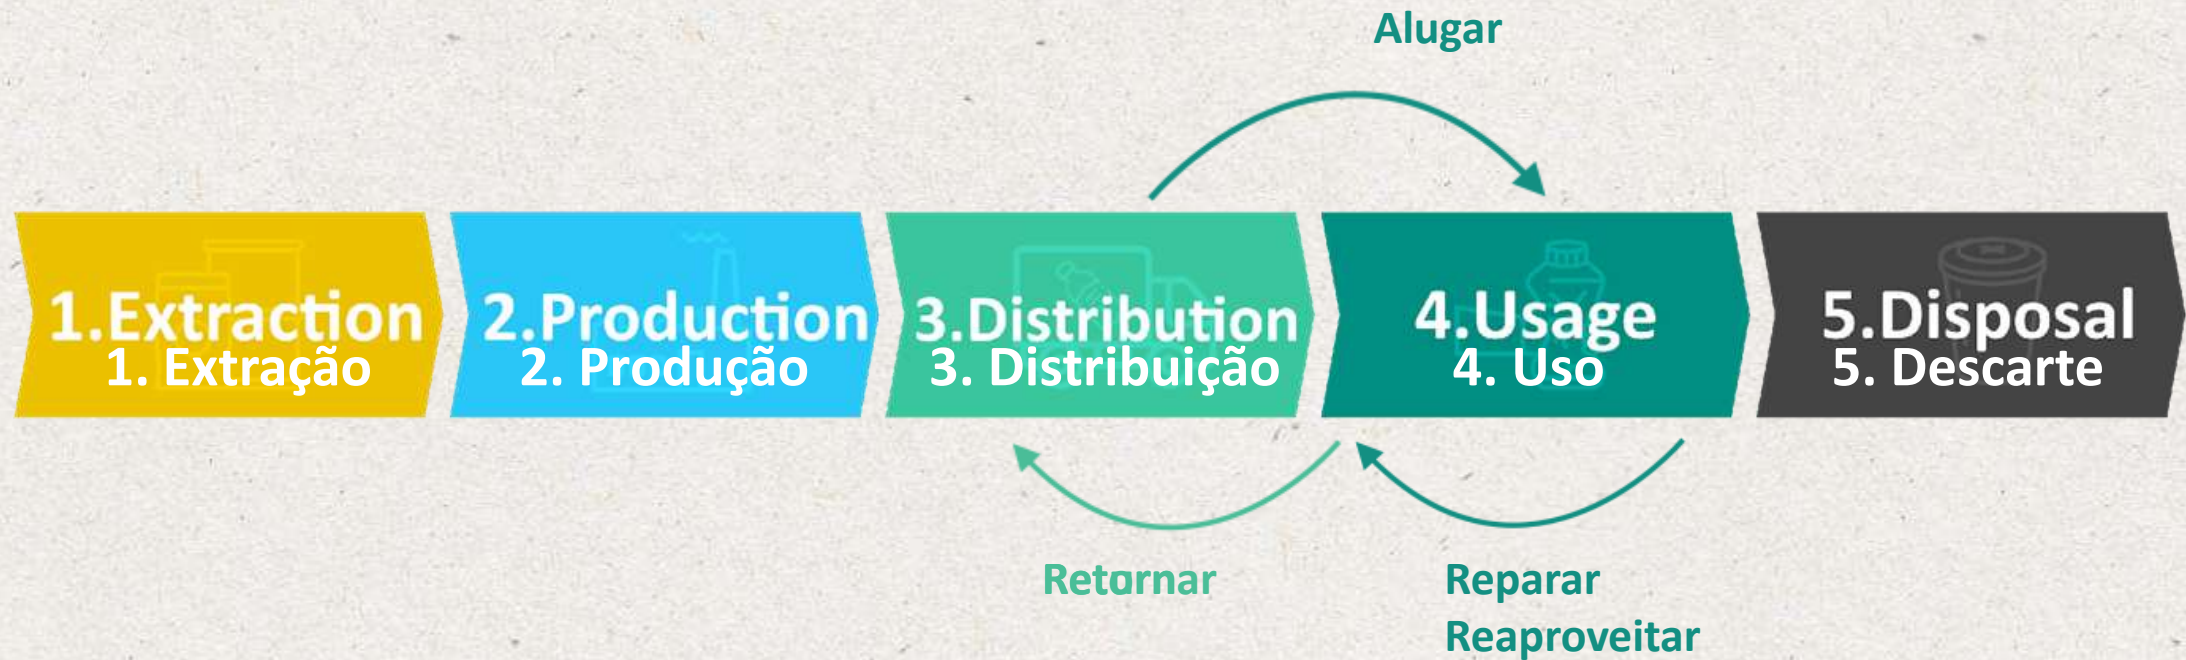 Alugar
1.Extraction
1. Extração
2.Production
2. Produção
3.Distribution
3. Distribuição
4.Usage
4. Uso
5.Disposal
5. Descarte
Retornar
Reparar
Reaproveitar